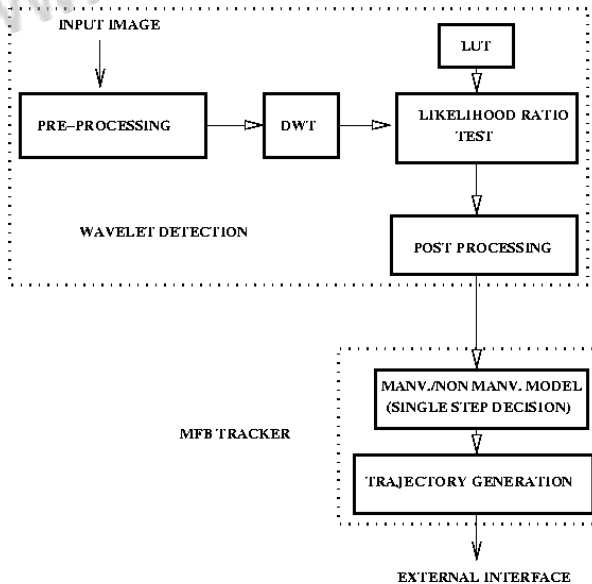 INPUT IMAGE
LUT
PRE-PROCESSING
DWT
LIKELIHOOD RATIO
TEST
WAVELET DETECTION
POST PROCESSING
MANV./NON MANV. MODEL
(SINGLE STEP DECISION)
MFB TRACKER
TRAJECTORY GENERATION
EXTERNAL INTERFACE